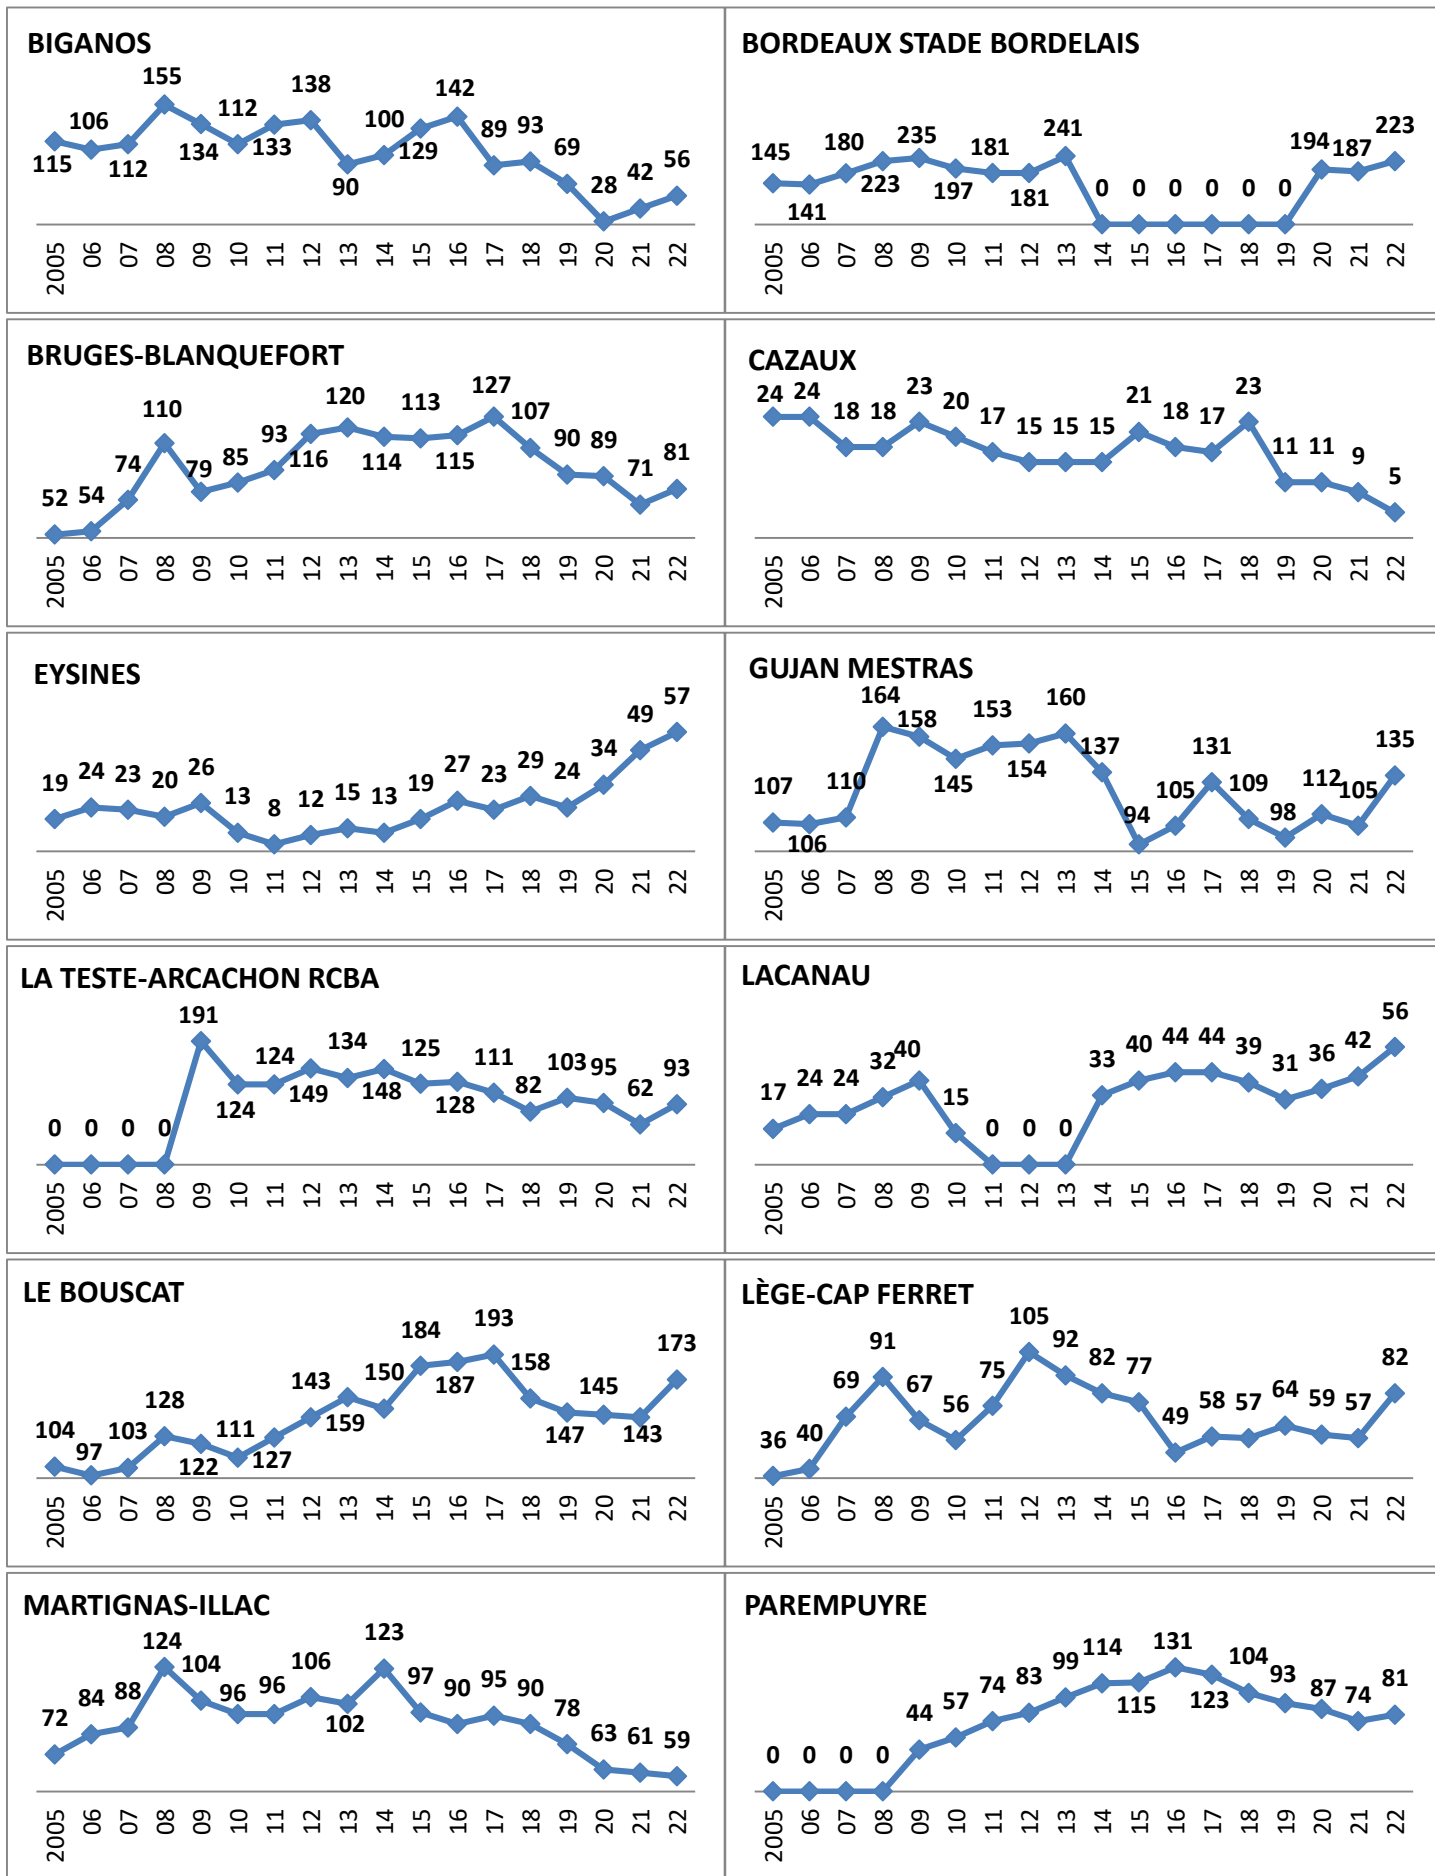 BIGANOS
115 106 112 155 134 112 133 138 90 100 129 142 89 93 69 28 42 56
2005 06 07 08 09 10 11 12 13 14 15 16 17 18 19 20 21 22
BORDEAUX STADE BORDELAIS
145 141 180 223 235 197 181 181 241 0 0 0 0 0 0 194 187 223
2005 06 07 08 09 10 11 12 13 14 15 16 17 18 19 20 21 22
BRUGES-BLANQUEFORT
52 54 74 110 79 85 93 116 120 114 113 115 127 107 90 89 71 81
2005 06 07 08 09 10 11 12 13 14 15 16 17 18 19 20 21 22
CAZAUX
24 24 18 18 23 20 17 15 15 15 21 18 17 23 11 11 9 5
2005 06 07 08 09 10 11 12 13 14 15 16 17 18 19 20 21 22
EYSINES
19 24 23 20 26 13 8 12 15 13 19 27 23 29 24 34 49 57
2005 06 07 08 09 10 11 12 13 14 15 16 17 18 19 20 21 22
GUJAN MESTRAS
107 106 110 164 158 145 153 154 160 137 94 105 131 109 98 112 105 135
2005 06 07 08 09 10 11 12 13 14 15 16 17 18 19 20 21 22
LA TESTE-ARCACHON RCBA
0 0 0 0 191 124 124 149 134 148 125 128 111 82 103 95 62 93
2005 06 07 08 09 10 11 12 13 14 15 16 17 18 19 20 21 22
LACANAU
17 24 24 32 40 15 0 0 0 33 40 44 44 39 31 36 42 56
2005 06 07 08 09 10 11 12 13 14 15 16 17 18 19 20 21 22
LE BOUSCAT
104 97 103 128 122 111 127 143 159 150 184 187 193 158 147 145 143 173
2005 06 07 08 09 10 11 12 13 14 15 16 17 18 19 20 21 22
LÈGE-CAP FERRET
36 40 69 91 67 56 75 105 92 82 77 49 58 57 64 59 57 82
2005 06 07 08 09 10 11 12 13 14 15 16 17 18 19 20 21 22
MARTIGNAS-ILLAC
72 84 88 124 104 96 96 106 102 123 97 90 95 90 78 63 61 59
2005 06 07 08 09 10 11 12 13 14 15 16 17 18 19 20 21 22
PAREMPUYRE
0 0 0 0 44 57 74 83 99 114 115 131 123 104 93 87 74 81
2005 06 07 08 09 10 11 12 13 14 15 16 17 18 19 20 21 22